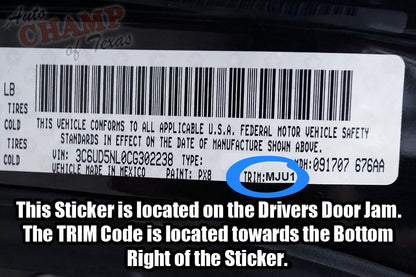 Auto
CHAMP
of Texas
LB
TIRES
COLD
THIS VEHICLE CONFORMS TO ALL APPLICABLE U.S.A. FEDERAL MOTOR VEHICLE SAFETY
TIRES
STANDARDS IN EFFECT ON THE DATE OF MANUFACTURE SHOWN ABOVE.
COLD
VIN: 3C6UD5NL0CG302238 TYPE:
MDH:091707 676AA
VEHICLE MADE IN MEXICO PAINT: PX8 TRIM:MJU1
This Sticker is located on the Drivers Door Jam.
The TRIM Code is located towards the Bottom
Right of the Sticker.